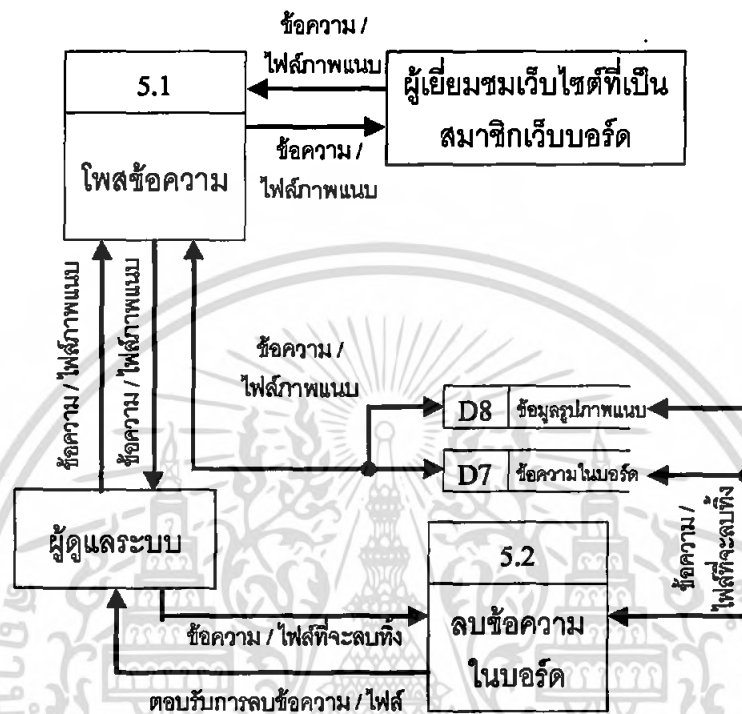 ข้อความ /
ไฟล์ภาพแนบ
5.1
โพสข้อความ
ผู้เยี่ยมชมเว็บไซต์ที่เป็น
สมาชิกเว็บบอร์ด
ข้อความ /
ไฟล์ภาพแนบ
ข้อความ / ไฟล์ภาพแนบ
ข้อความ / ไฟล์ภาพแนบ
ข้อความ /
ไฟล์ภาพแนบ
D8 ข้อมูลรูปภาพแนบ
D7 ข้อความในบอร์ด
ข้อความ /
ไฟล์ที่จะลบทิ้ง
ผู้ดูแลระบบ
5.2
ลบข้อความ
ในบอร์ด
ข้อความ / ไฟล์ที่จะลบทิ้ง
ตอบรับการลบข้อความ / ไฟล์